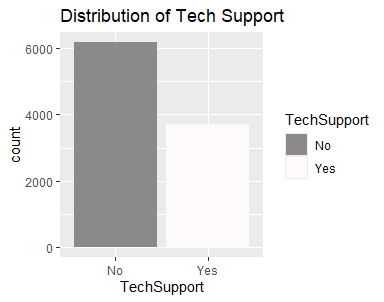 Distribution of Tech Support
6000
4000
2000
0
count
No
Yes
TechSupport
TechSupport
No
Yes